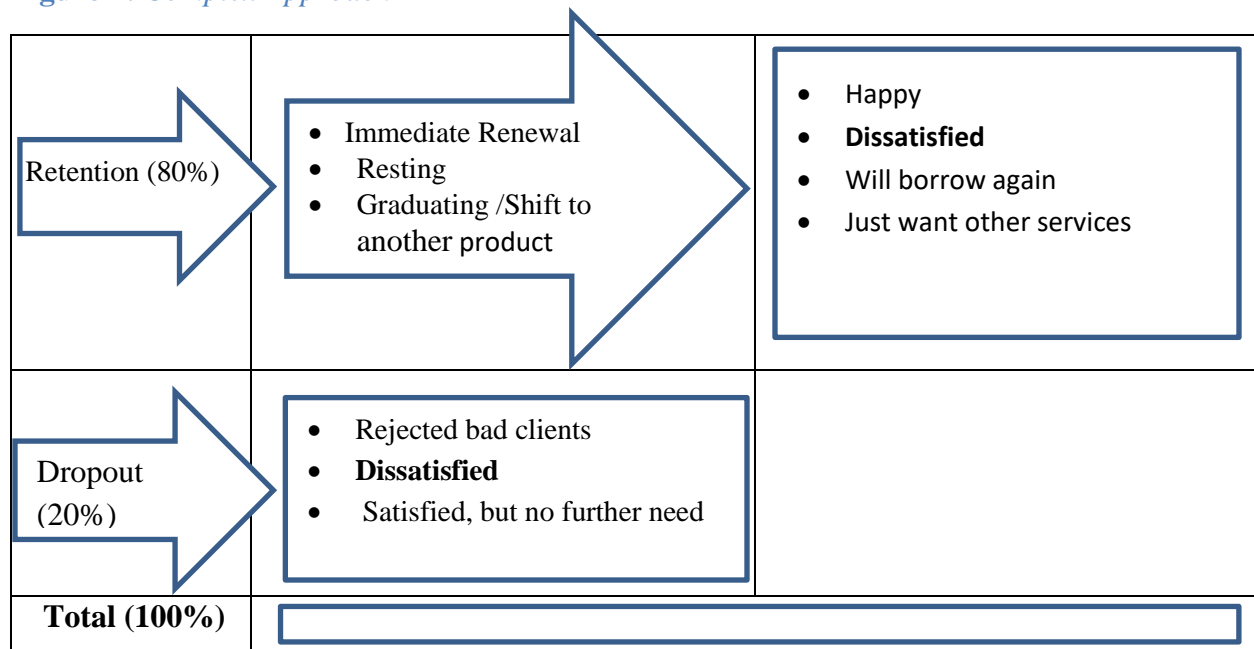 Retention (80%)
• Immediate Renewal
• Resting
• Graduating /Shift to
another product
• Happy
• Dissatisfied
• Will borrow again
• Just want other services
Dropout
(20%)
• Rejected bad clients
• Dissatisfied
• Satisfied, but no further need
Total (100%)